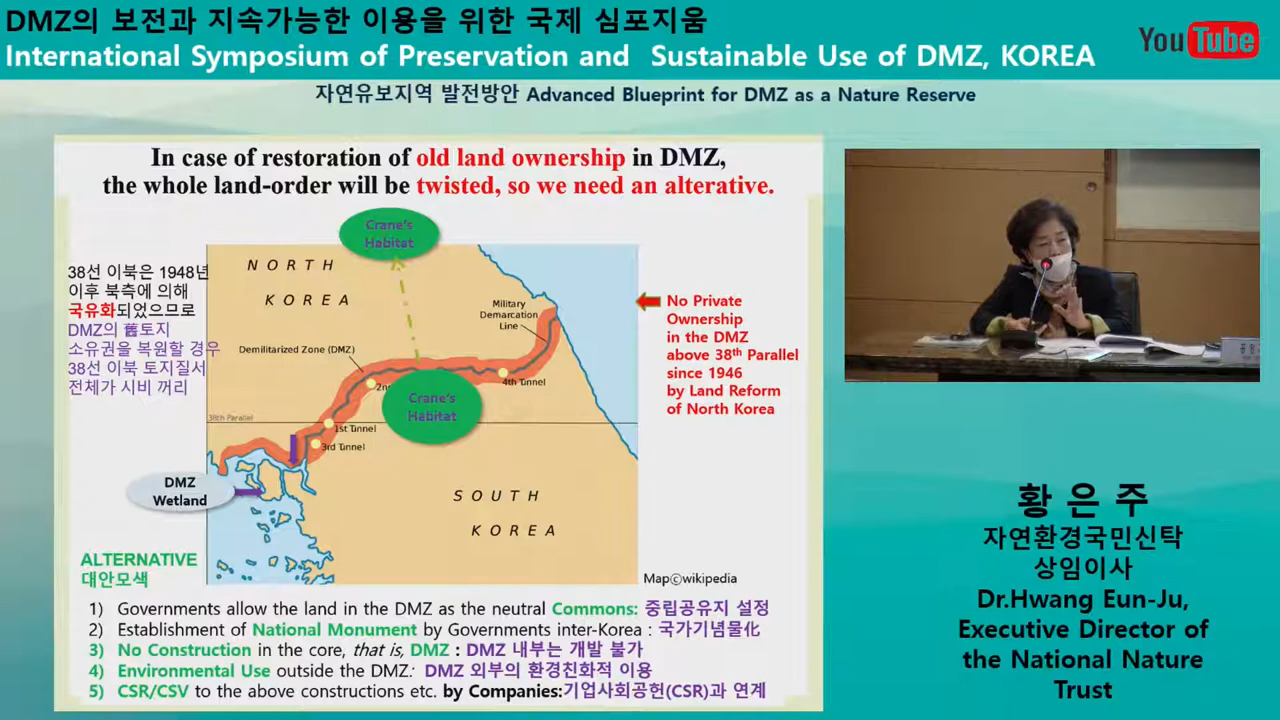 DMZ의 보전과 지속가능한 이용을 위한 국제 심포지움
International Symposium of Preservation and Sustainable Use of DMZ, KOREA
YouTube
자연유보지역 발전방안 Advanced Blueprint for DMZ as a Nature Reserve
In case of restoration of old land ownership in DMZ,
the whole land-order will be twisted, so we need an alterative.
Crane's
Habitat
38선 이북은 1948년
이후 북측에 의해
국유화되었으므로
DMZ의 舊토지
소유권을 복원할 경우
38선 이북 토지질서
전체가 시비 꺼리
NORTH
KOREA
Military
Demarcation
Line
Demilitarized Zone (DMZ)
2n
4th Tunnel
Crane's
Habitat
38th Parallel
1st Tunnel
3rd Tunnel
DMZ
Wetland
SOUTH
KOREA
No Private
Ownership
in the DMZ
above 38th Parallel
since 1946
by Land Reform
of North Korea
Mapⓒwikipedia
ALTERNATIVE
대안모색
1) Governments allow the land in the DMZ as the neutral Commons: 중립공유지 설정
2) Establishment of National Monument by Governments inter-Korea : 국가기념물化
3) No Construction in the core, that is, DMZ : DMZ 내부는 개발 불가
4) Environmental Use outside the DMZ: DMZ 외부의 환경진화적 이용
5) CSR/CSV to the above constructions etc. by Companies:기업사회공헌(CSR)과 연계
황은주
자연환경국민신탁
상임이사
Dr.Hwang Eun-Ju,
Executive Director of
the National Nature
Trust